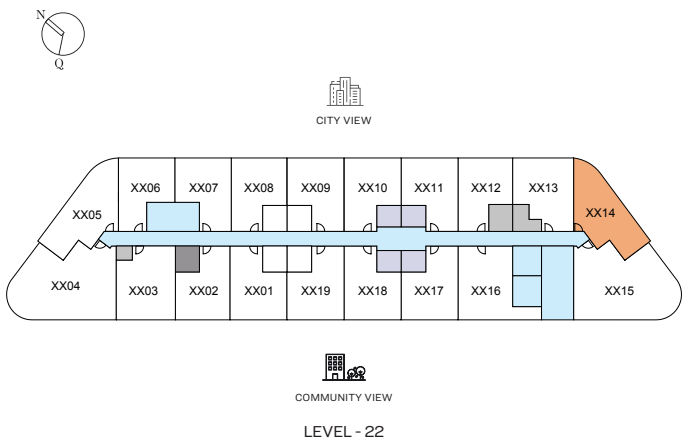 N
Q
CITY VIEW
XX06 XX07 XX08 XX09 XX10 XX11 XX12 XX13
XX05 XX14
XX04 XX03 XX02 XX01 XX19 XX18 XX17 XX16 XX15
COMMUNITY VIEW
LEVEL - 22